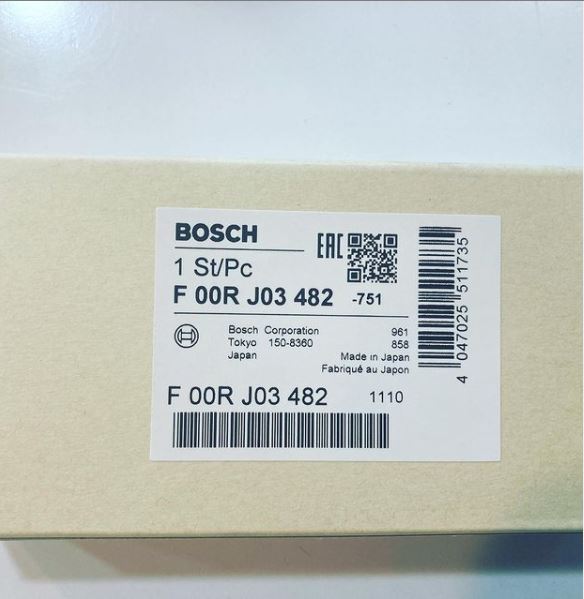 BOSCH
EAC
1 St/Pc
F 00R J03 482 -751
Bosch Corporation 961
Tokyo 150-8360 858
Japan Made in Japan
Fabriqué au Japon
F 00R J03 482 1110
4 047025 511735